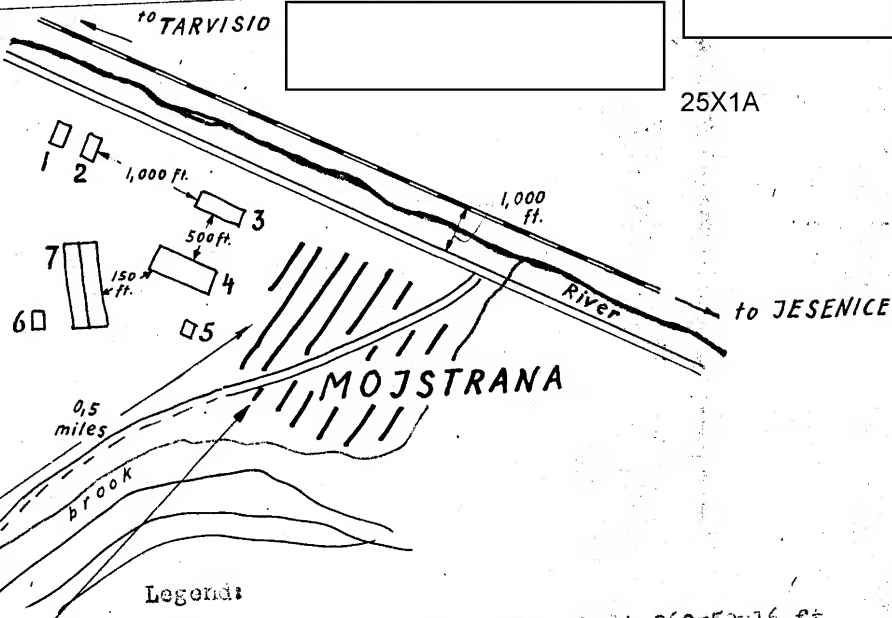 to TARVISIO
25X1A
1
2
1,000 ft.
3
1,000
ft.
500 ft.
7
150
ft.
4
River
to JESENICE
6
5
MOJSTRANA
0,5
miles
brook
Legend:
ft